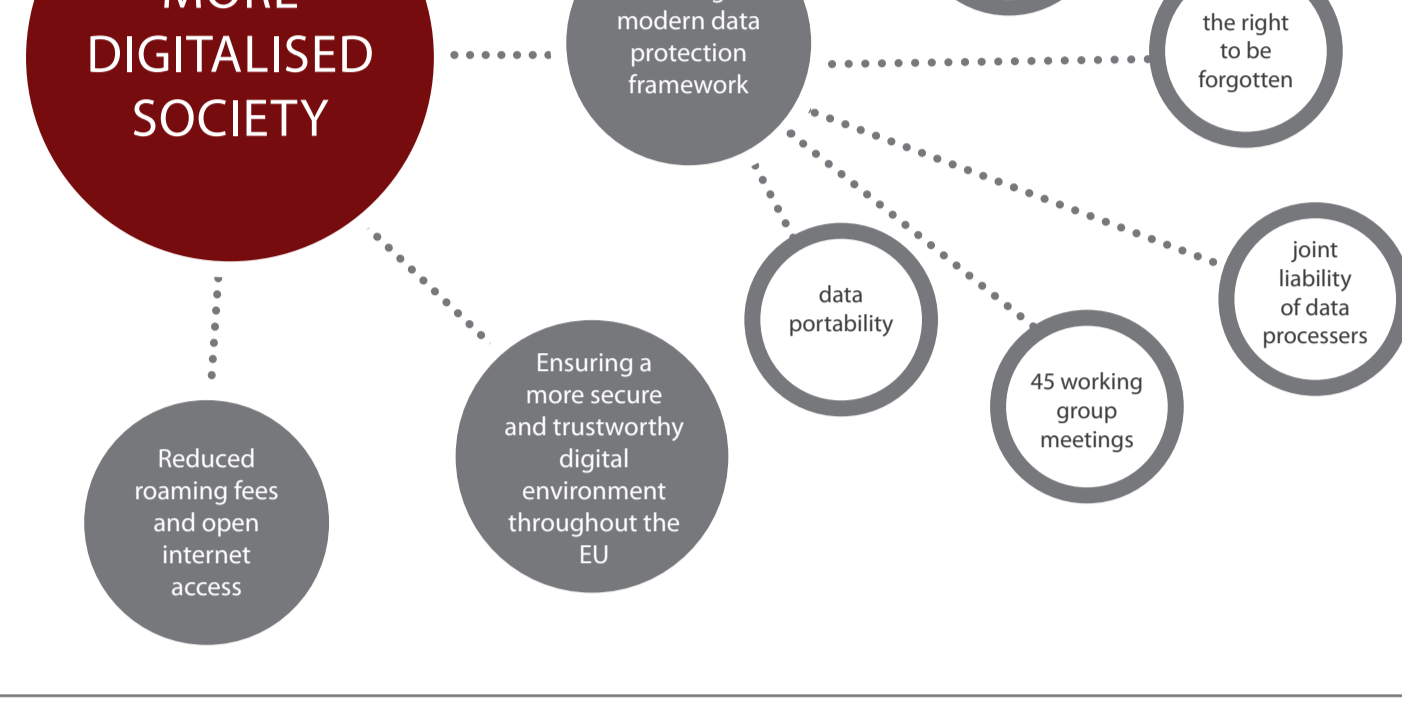 MORE
DIGITALISED
SOCIETY
modern data
protection
framework
the right
to be
forgotten
joint
liability
of data
processers
data
portability
45 working
group
meetings
Ensuring a
more secure
and trustworthy
digital
environment
throughout the
EU
Reduced
roaming fees
and open
internet
access